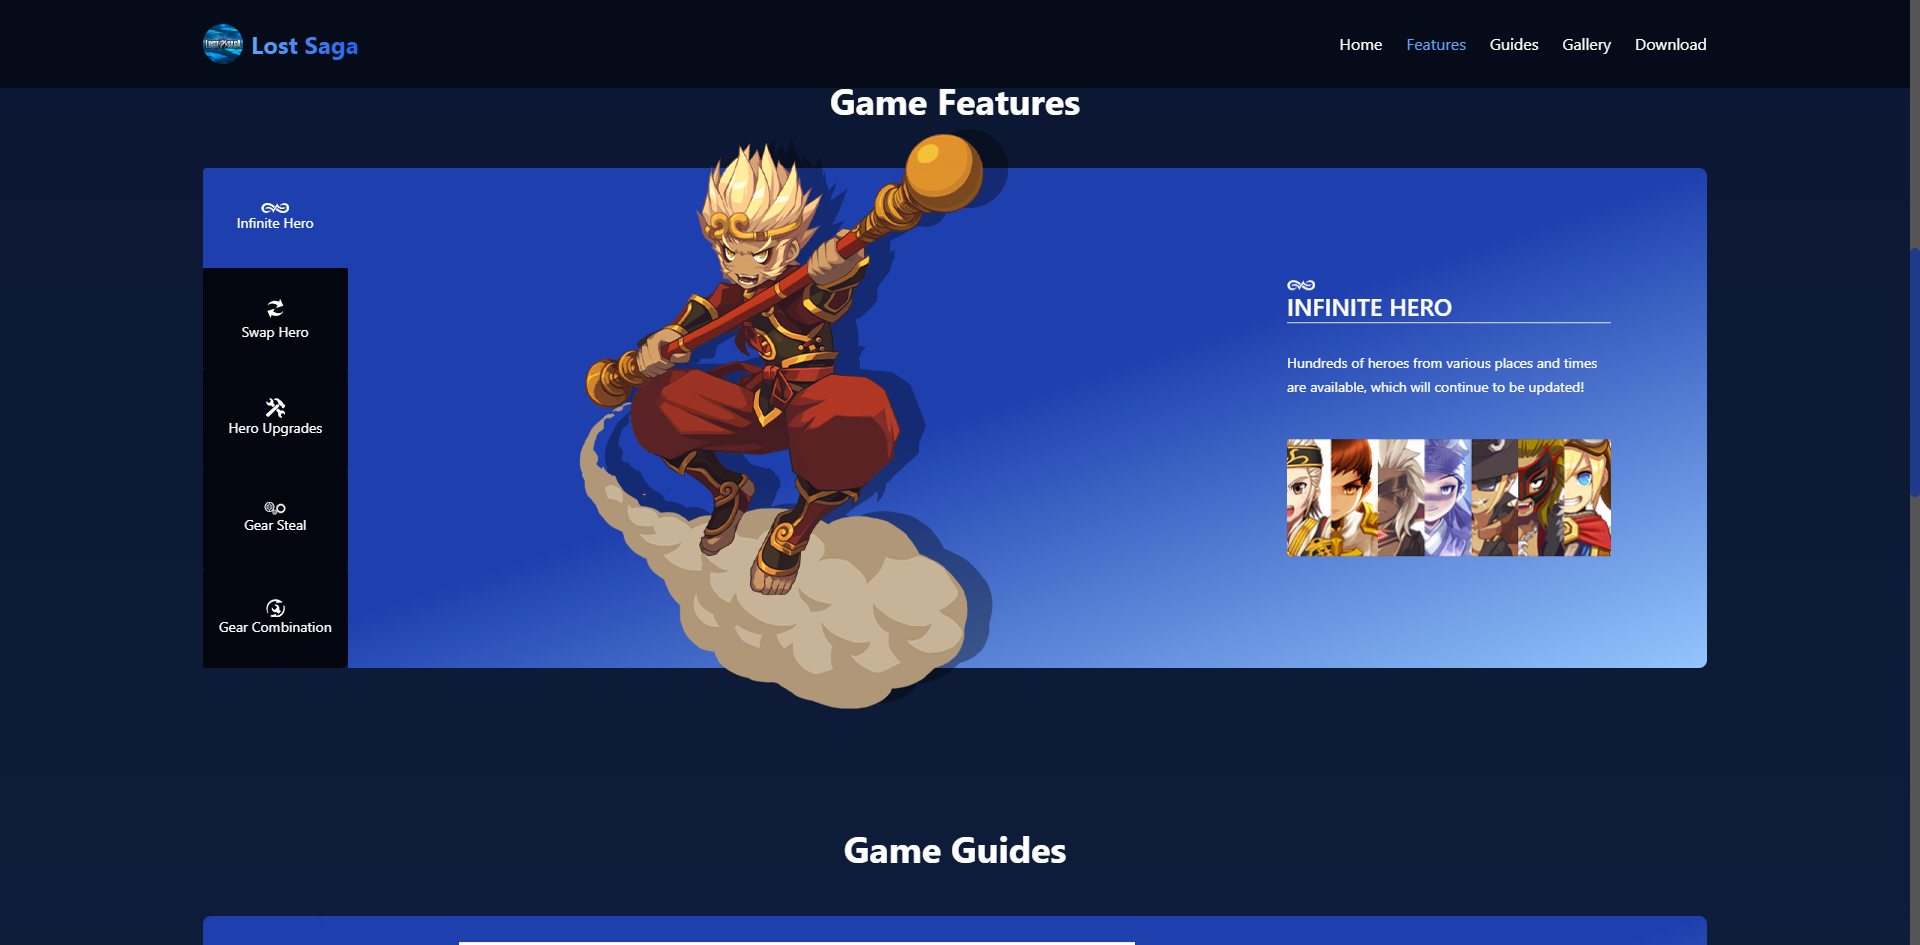 LOST SAGA
Lost Saga
Home
Features
Guides
Gallery
Download
Game Features
Infinite Hero
Swap Hero
Hero Upgrades
Gear Steal
Gear Combination
INFINITE HERO
Hundreds of heroes from various places and times
are available, which will continue to be updated!
Game Guides